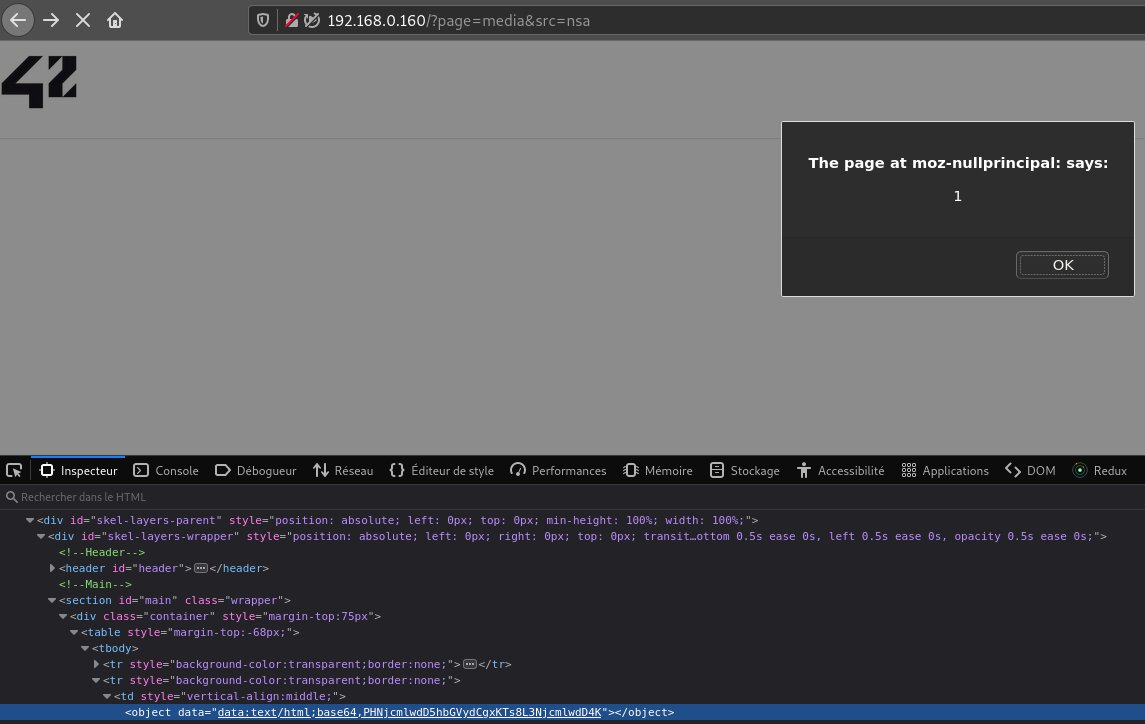 192.168.0.160/?page=media&src=nsa
42
The page at moz-nullprincipal: says:
1
OK
Inspecteur Console Débogueur Réseau Éditeur de style Performances Mémoire Stockage Accessibilité Applications DOM Redux
Rechercher dans le HTML
<div id="skel-layers-parent" style="position: absolute; left: 0px; top: 0px; min-height: 100%; width: 100%;">
<div id="skel-layers-wrapper" style="position: absolute; left: 0px; right: 0px; top: 0px; transit…ottom 0.5s ease 0s, left 0.5s ease 0s, opacity 0.5s ease 0s;">
<!--Header-->
<header id="header"></header>
<!--Main-->
<section id="main" class="wrapper">
<div class="container" style="margin-top:75px">
<table style="margin-top:-68px;">
<tbody>
<tr style="background-color:transparent;border:none;"></tr>
<tr style="background-color:transparent;border:none;">
<td style="vertical-align:middle;">
<object data="data:text/html;base64,PHNjcmlwdD5hbGVydCgxKTs8L3NjcmlwdD4K"></object>